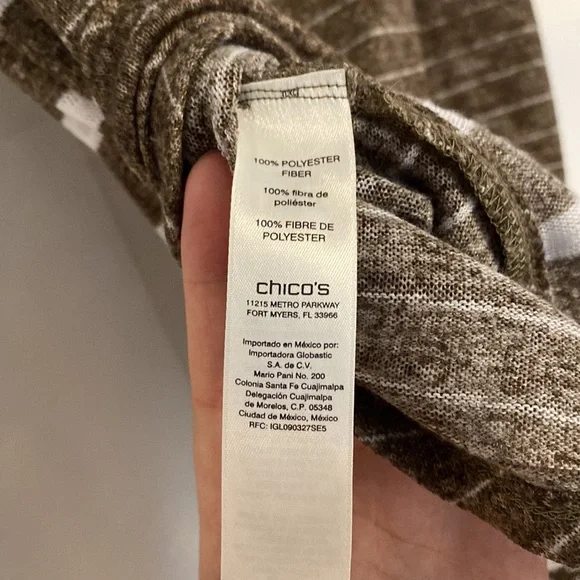 100% POLYESTER
FIBER
100% fibra de
poliéster
100% FIBRE DE
POLYESTER
chico's
11215 METRO PARKWAY
FORT MYERS, FL 33966
Importado en México por:
Importadora Globastic
S.A. de C.V.
Mario Pani No. 200
Colonia Santa Fe Cuajimalpa
Delegación Cuajimalpa
de Morelos, C.P. 05348
Ciudad de México, México
RFC: IGL090327SE5